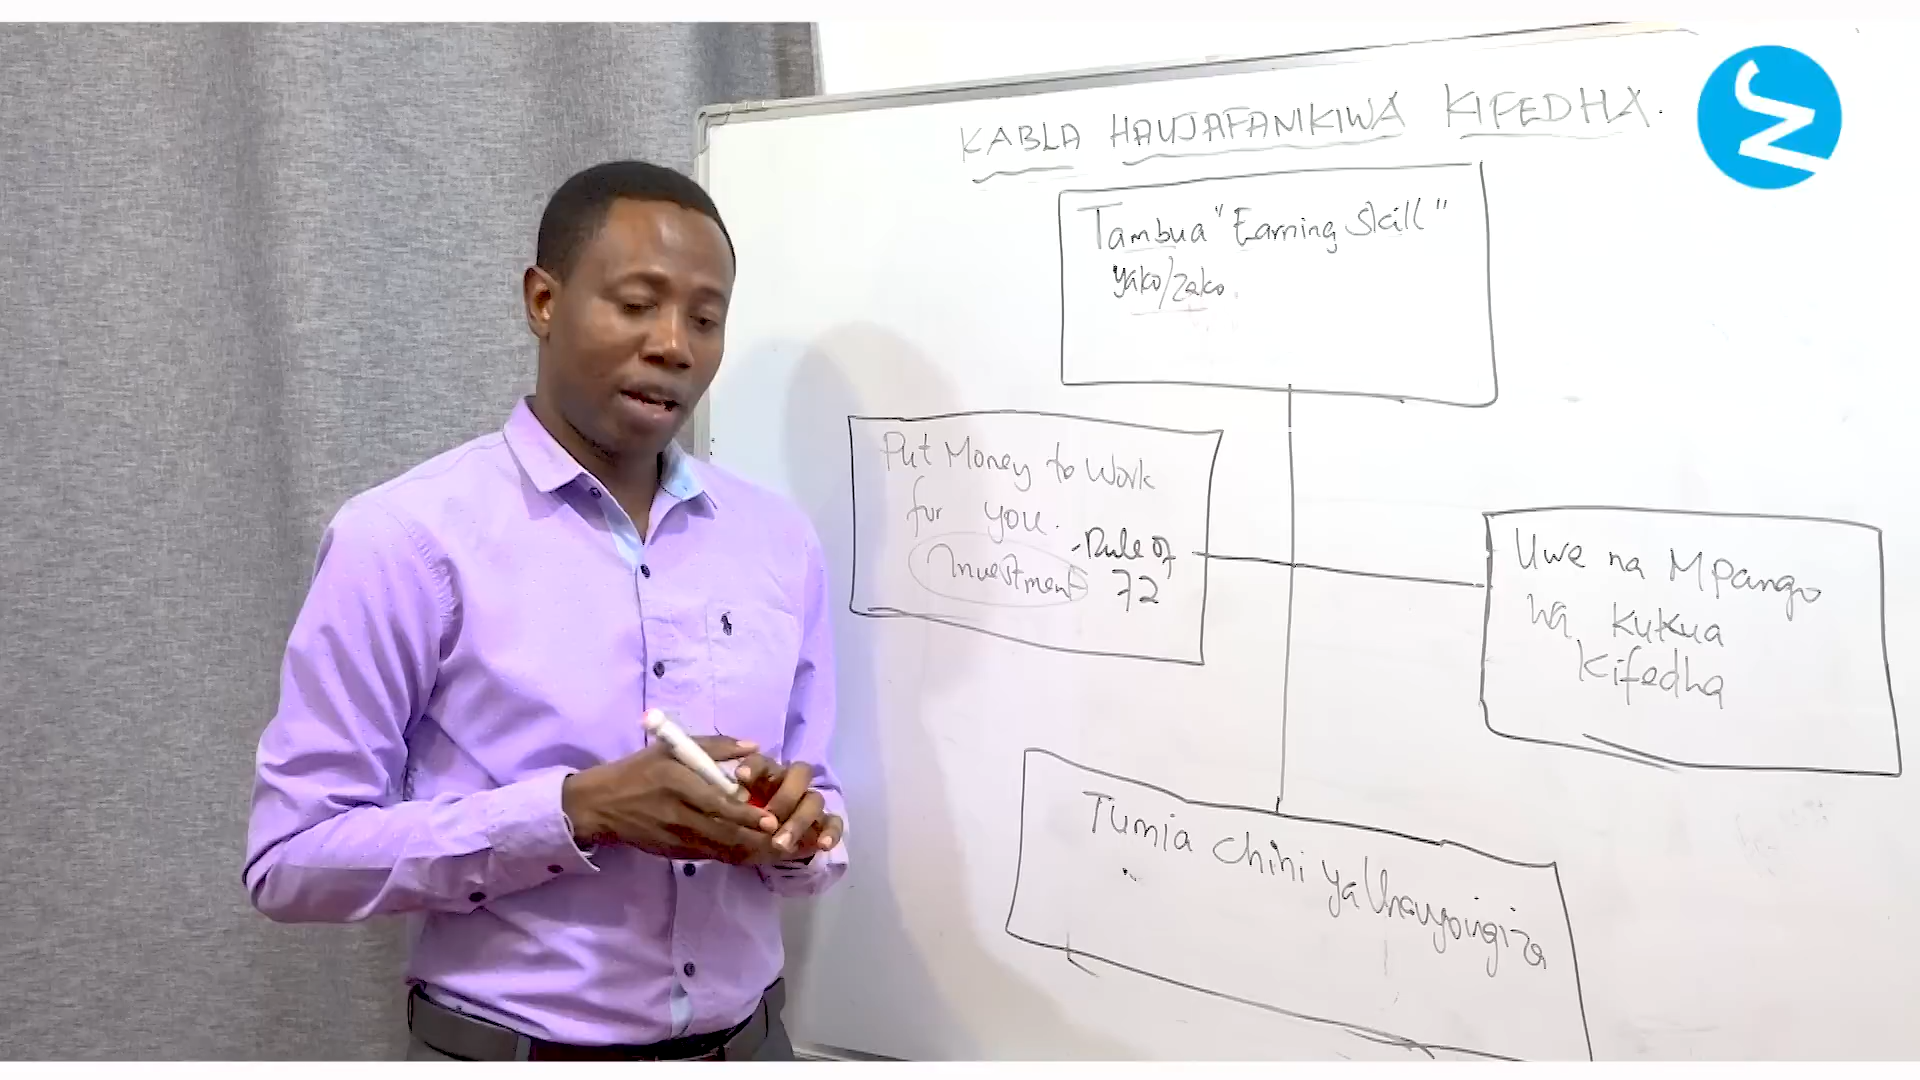 KABLA HAUJAFANIKIWA KIFEDHA.
Tambua "Earning Skill"
yako/zako.
Put Money to Work
for you.
Investment
- Rule of
72
Uwe na Mpango
wa Kukua
Kifedha
Tumia Chini ya Unayoingiza